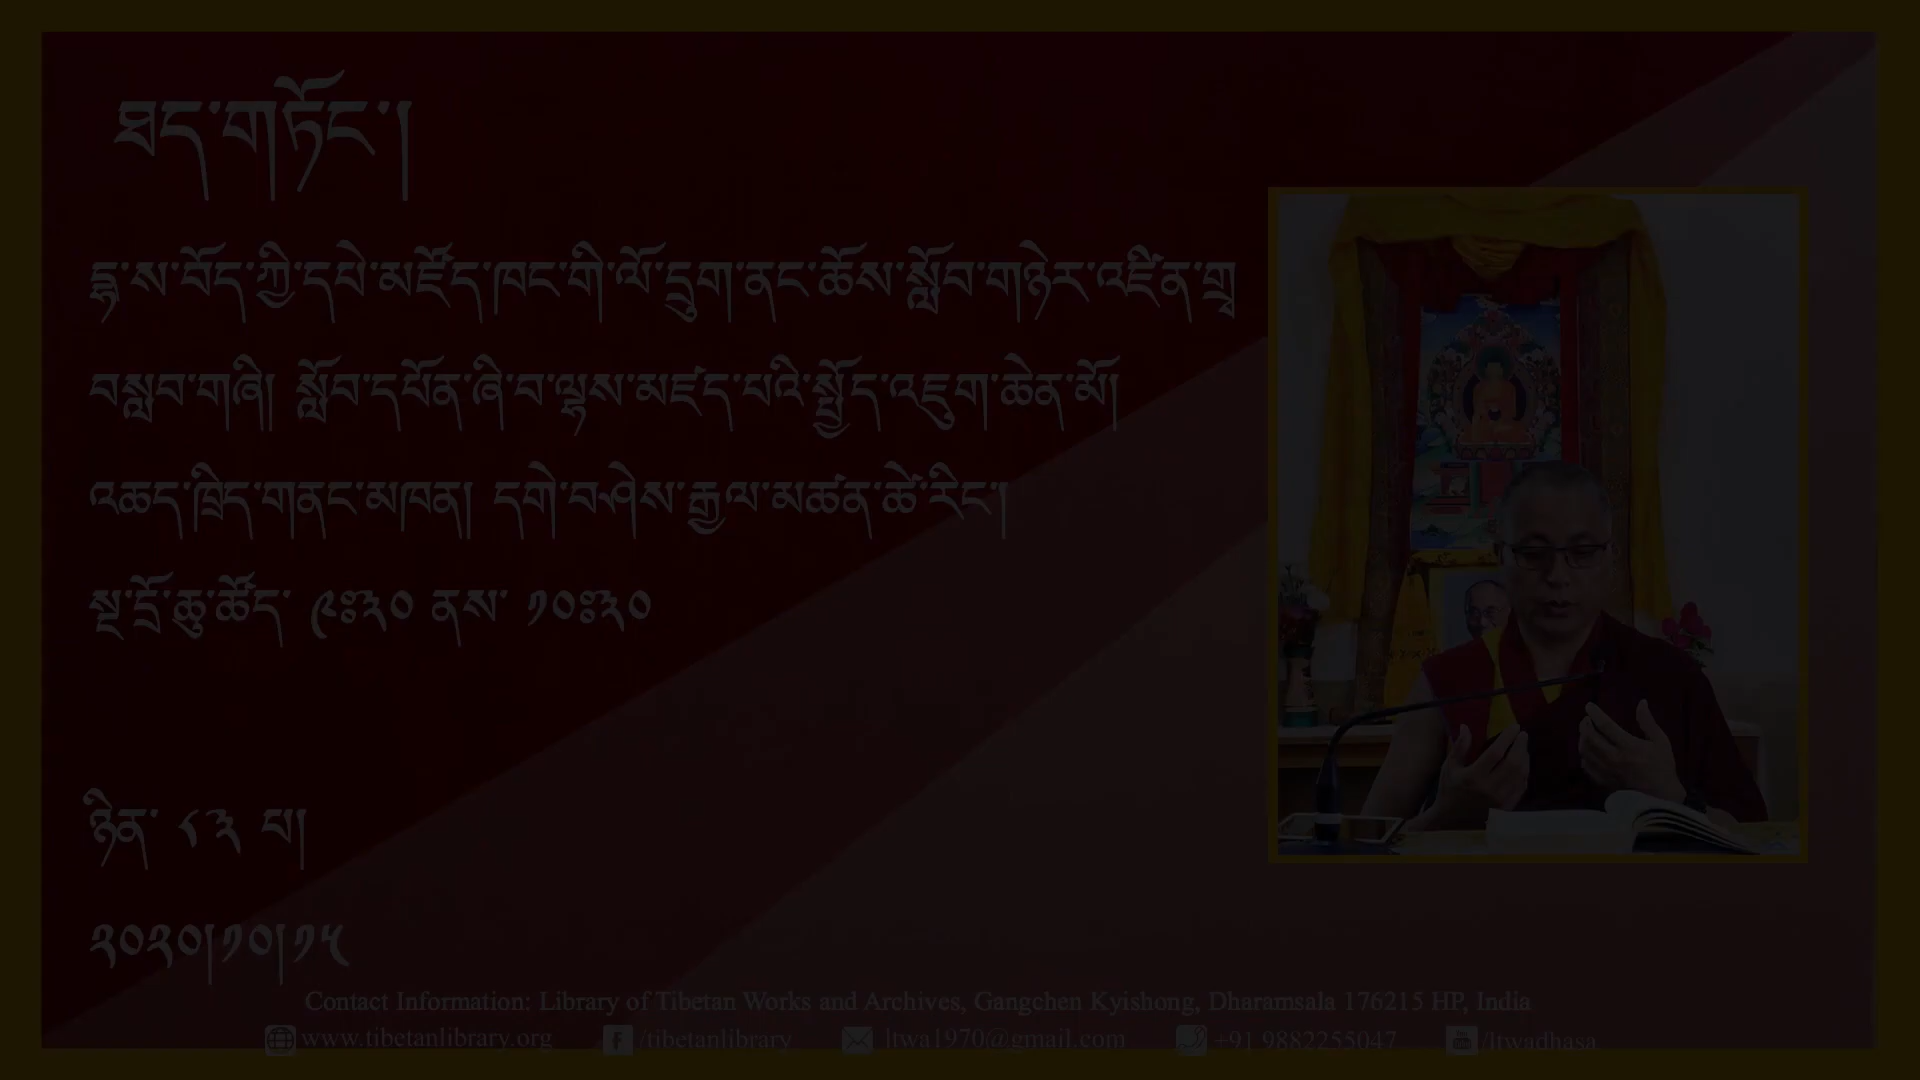 ཐད་གཏོང་།
རྡ་ས་བོད་ཀྱི་དཔེ་མཛོད་ཁང་གི་ལོ་དྲུག་ནང་ཆོས་སློབ་གཉེར་འཛིན་གྲྭ
བསླབ་གཞི། སློབ་དཔོན་ཞི་བ་ལྷས་མཛད་པའི་སྤྱོད་འཇུག་ཆེན་མོ།
འཆད་ཁྲིད་གནང་མཁན། དགེ་བཤེས་རྒྱལ་མཚན་ཚེ་རིང་།
སྔ་དྲོ་ཆུ་ཚོད་ ༩ཿ༣༠ ནས་ ༡༠ཿ༣༠
ཉིན་ ༨༣ པ།
༢༠༢༠།༡༠།༡༥
Contact Information: Library of Tibetan Works and Archives, Gangchen Kyishong, Dharamsala 176215 HP, India
www.tibetanlibrary.org /tibetanlibrary ltwa1970@gmail.com +91 9882255047 /ltwadhasa